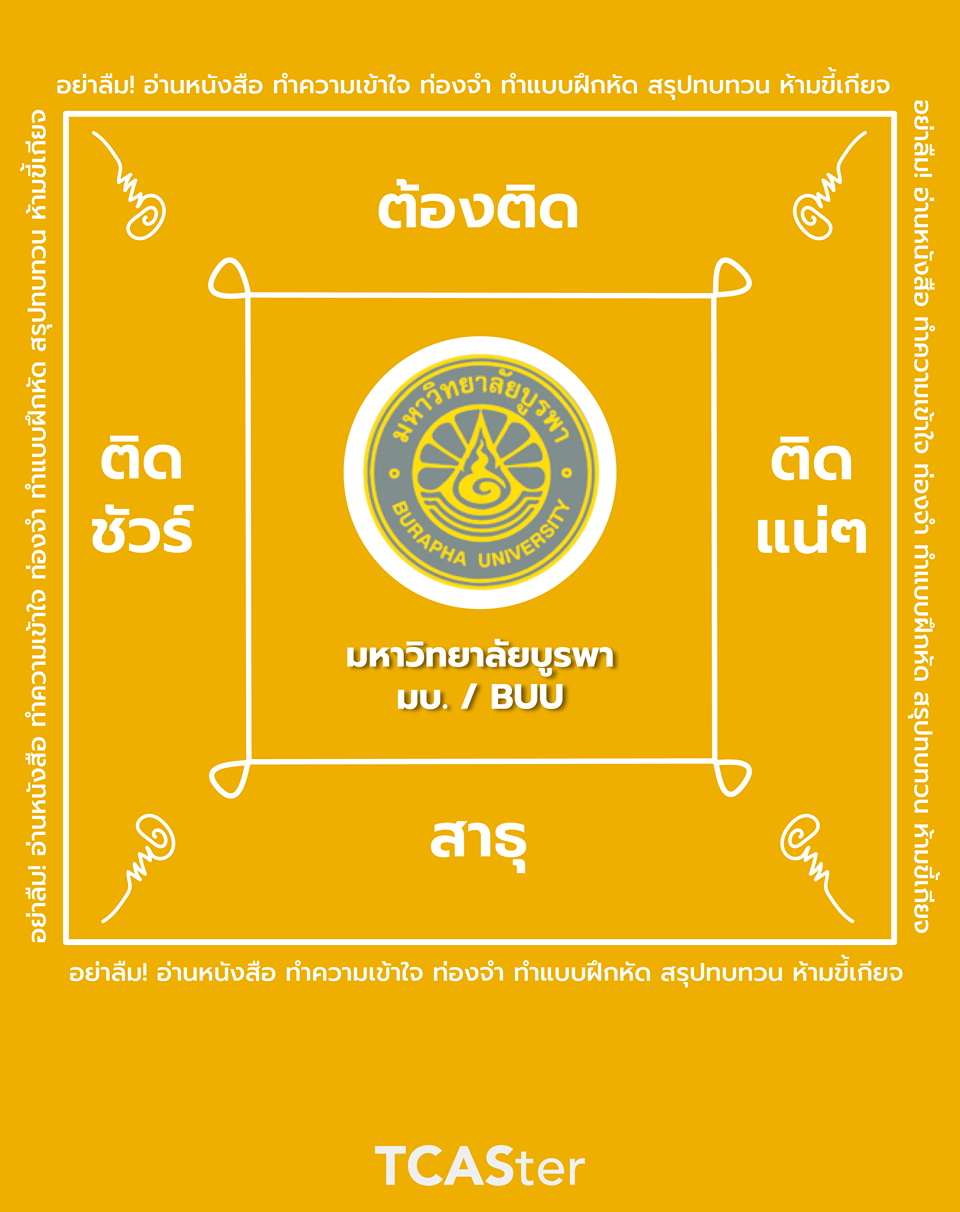 อย่าลืม! อ่านหนังสือ ทำความเข้าใจ ท่องจำ ทำแบบฝึกหัด สรุปทบทวน ห้ามขี้เกียจ
อย่าลืม! อ่านหนังสือ ทำความเข้าใจ ท่องจำ ทำแบบฝึกหัด สรุปทบทวน ห้ามขี้เกียจ
อย่าลืม! อ่านหนังสือ ทำความเข้าใจ ท่องจำ ทำแบบฝึกหัด สรุปทบทวน ห้ามขี้เกียจ
ต้องติด
ติด
ชัวร์
มหาวิทยาลัยบูรพา
BURAPHA UNIVERSITY
ติด
แน่ๆ
มหาวิทยาลัยบูรพา
มบ. / BUU
สาธุ
อย่าลืม! อ่านหนังสือ ทำความเข้าใจ ท่องจำ ทำแบบฝึกหัด สรุปทบทวน ห้ามขี้เกียจ
TCASter